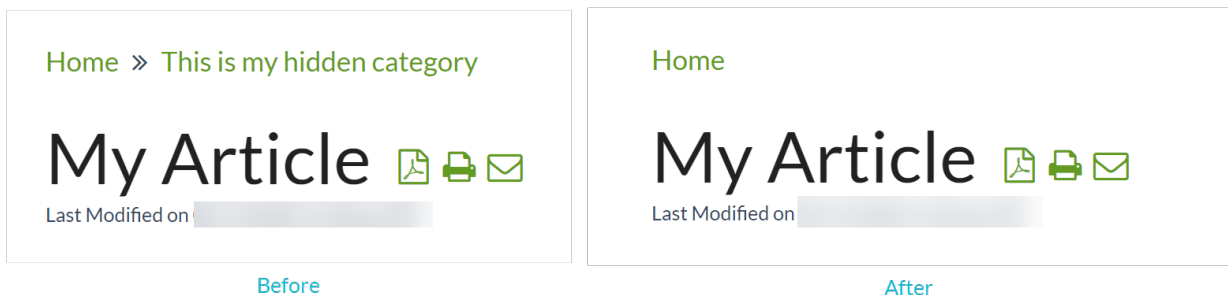 Home » This is my hidden category
My Article
Last Modified on
Before
Home
My Article
Last Modified on
After